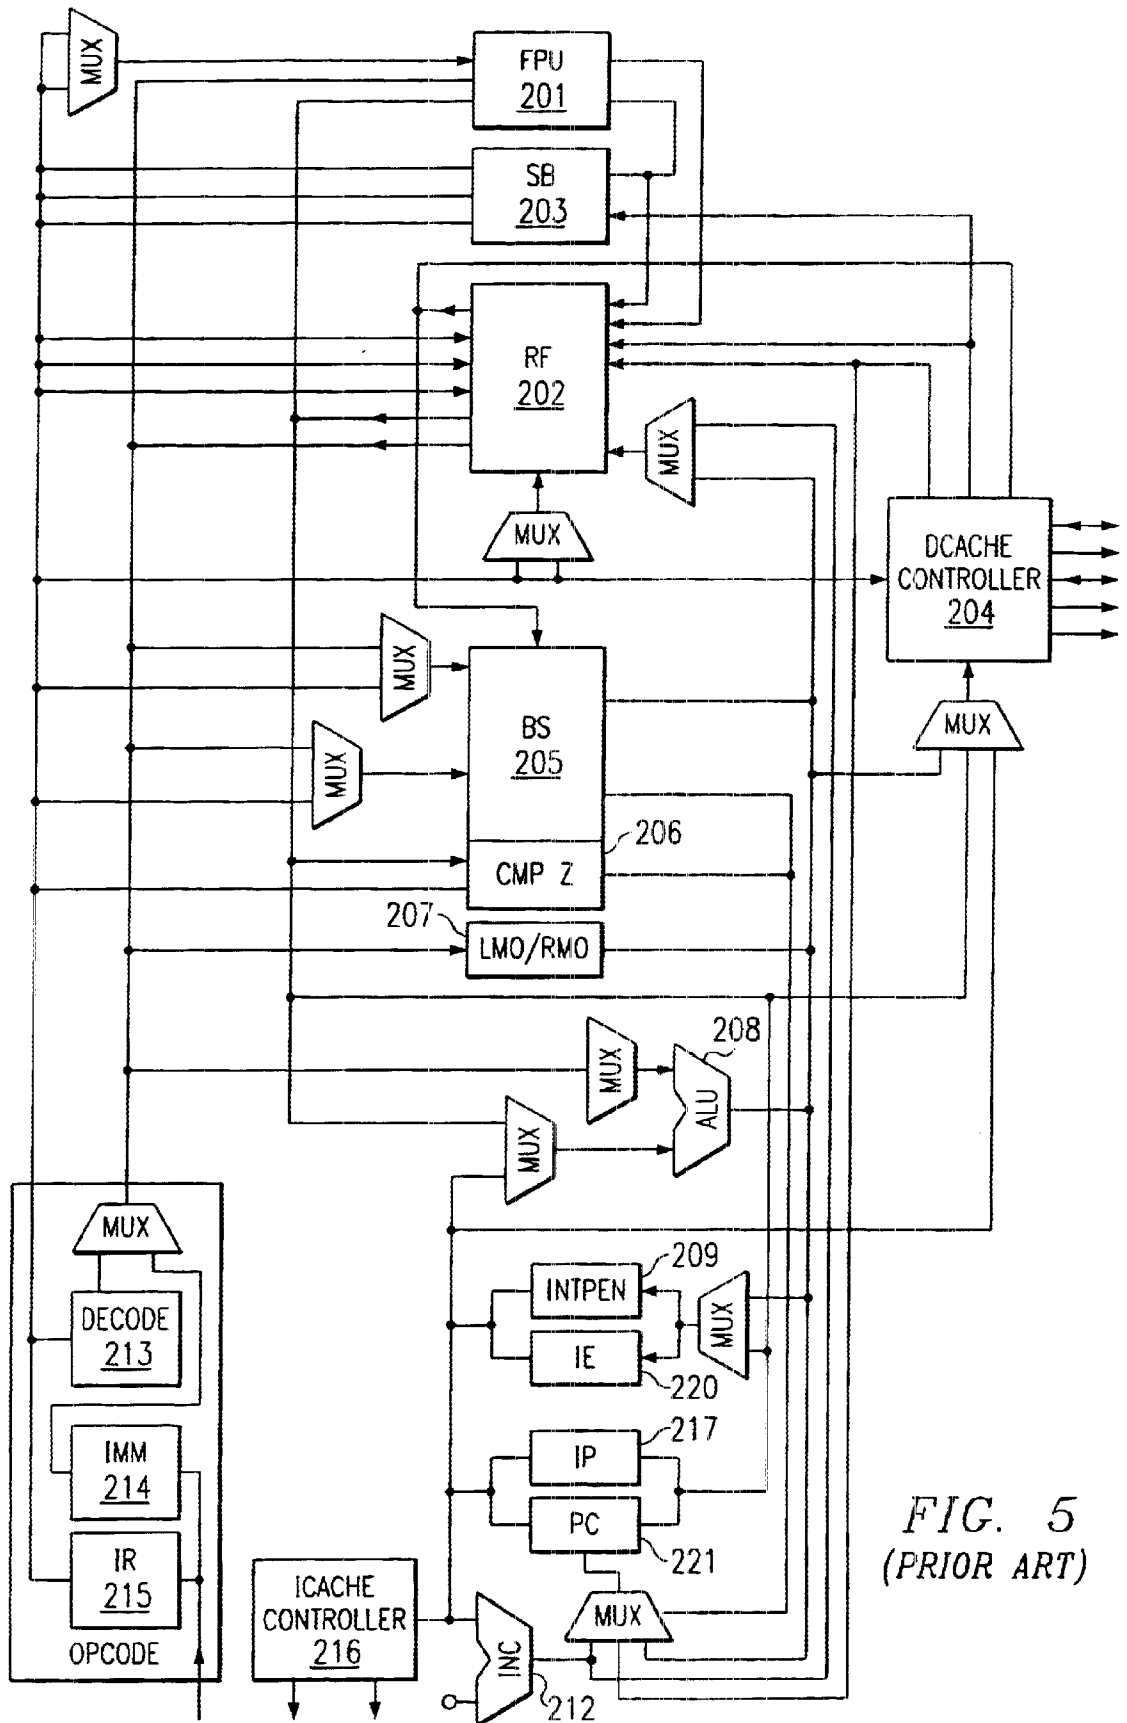 MUX
FPU
201
SB
203
RF
202
MUX
MUX
DCACHE
CONTROLLER
204
MUX
MUX
BS
205
MUX
206
CMP Z
207
LMO/RMO
208
MUX
ALU
MUX
MUX
209
INTPEN
MUX
DECODE
213
IE
220
217
IMM
214
IP
PC
221
FIG. 5
(PRIOR ART)
IR
215
ICACHE
CONTROLLER
216
MUX
OPCODE
INC
212